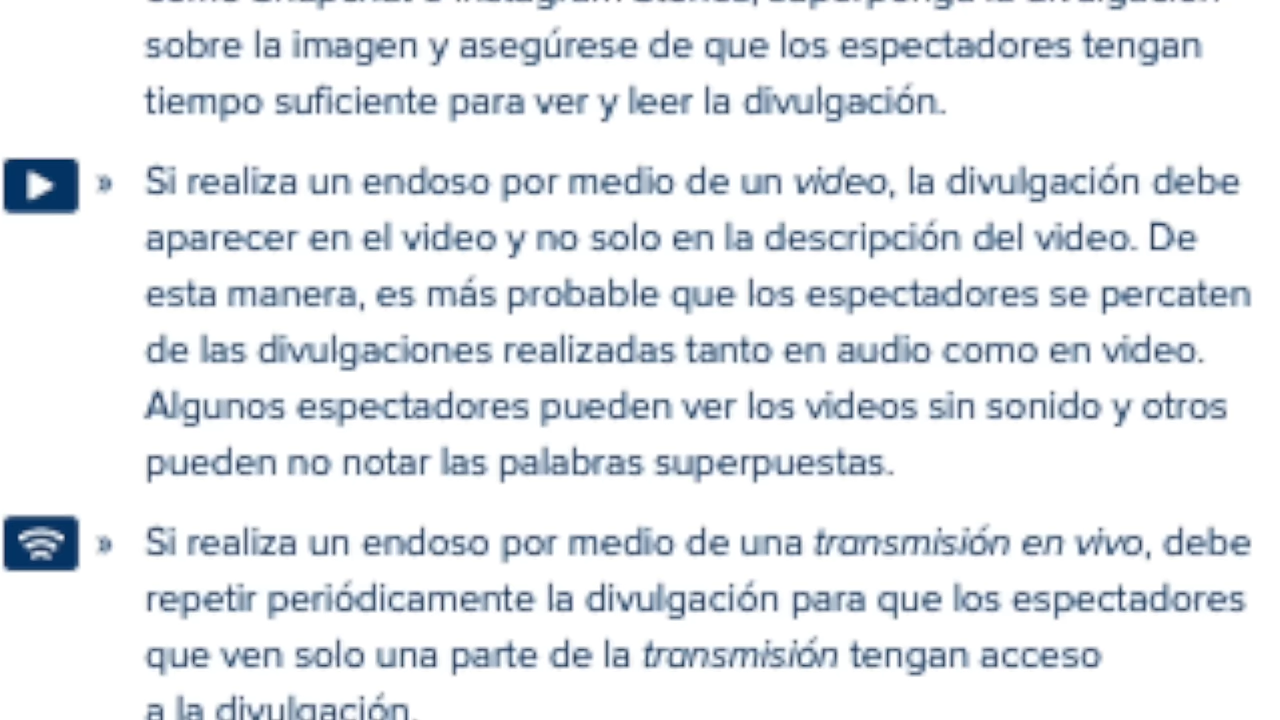 sobre la imagen y asegúrese de que los espectadores tengan
tiempo suficiente para ver y leer la divulgación.
» Si realiza un endoso por medio de un video, la divulgación debe
aparecer en el video y no solo en la descripción del video. De
esta manera, es más probable que los espectadores se percaten
de las divulgaciones realizadas tanto en audio como en video.
Algunos espectadores pueden ver los videos sin sonido y otros
pueden no notar las palabras superpuestas.
» Si realiza un endoso por medio de una transmisión en vivo, debe
repetir periódicamente la divulgación para que los espectadores
que ven solo una parte de la transmisión tengan acceso
a la divulgación.